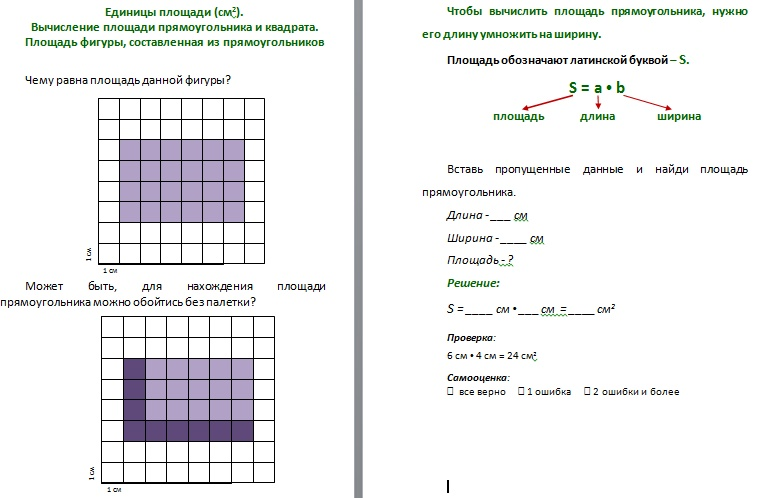 Единицы площади (см²).
Вычисление площади прямоугольника и квадрата.
Площадь фигуры, составленная из прямоугольников
Чему равна площадь данной фигуры?
1 см
1 см
Может быть, для нахождения площади
прямоугольника можно обойтись без палетки?
1 см
1 см
Чтобы вычислить площадь прямоугольника, нужно
его длину умножить на ширину.
Площадь обозначают латинской буквой – S.
S = a • b
площадь длина ширина
Вставь пропущенные данные и найди площадь
прямоугольника.
Длина - ___ см
Ширина - ____ см
Площадь - ?
Решение:
S = ____ см • ___ см = ____ см²
Проверка:
6 см • 4 см = 24 см²
Самооценка:
все верно 1 ошибка 2 ошибки и более